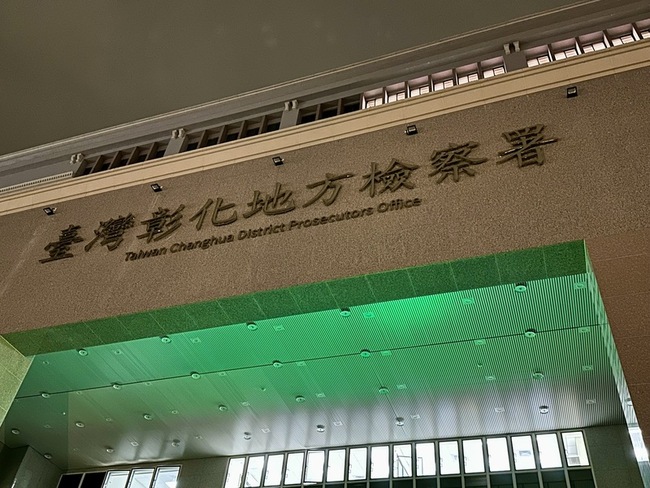 臺灣彰化地方檢察署
Taiwan Changhua District Prosecutors Office